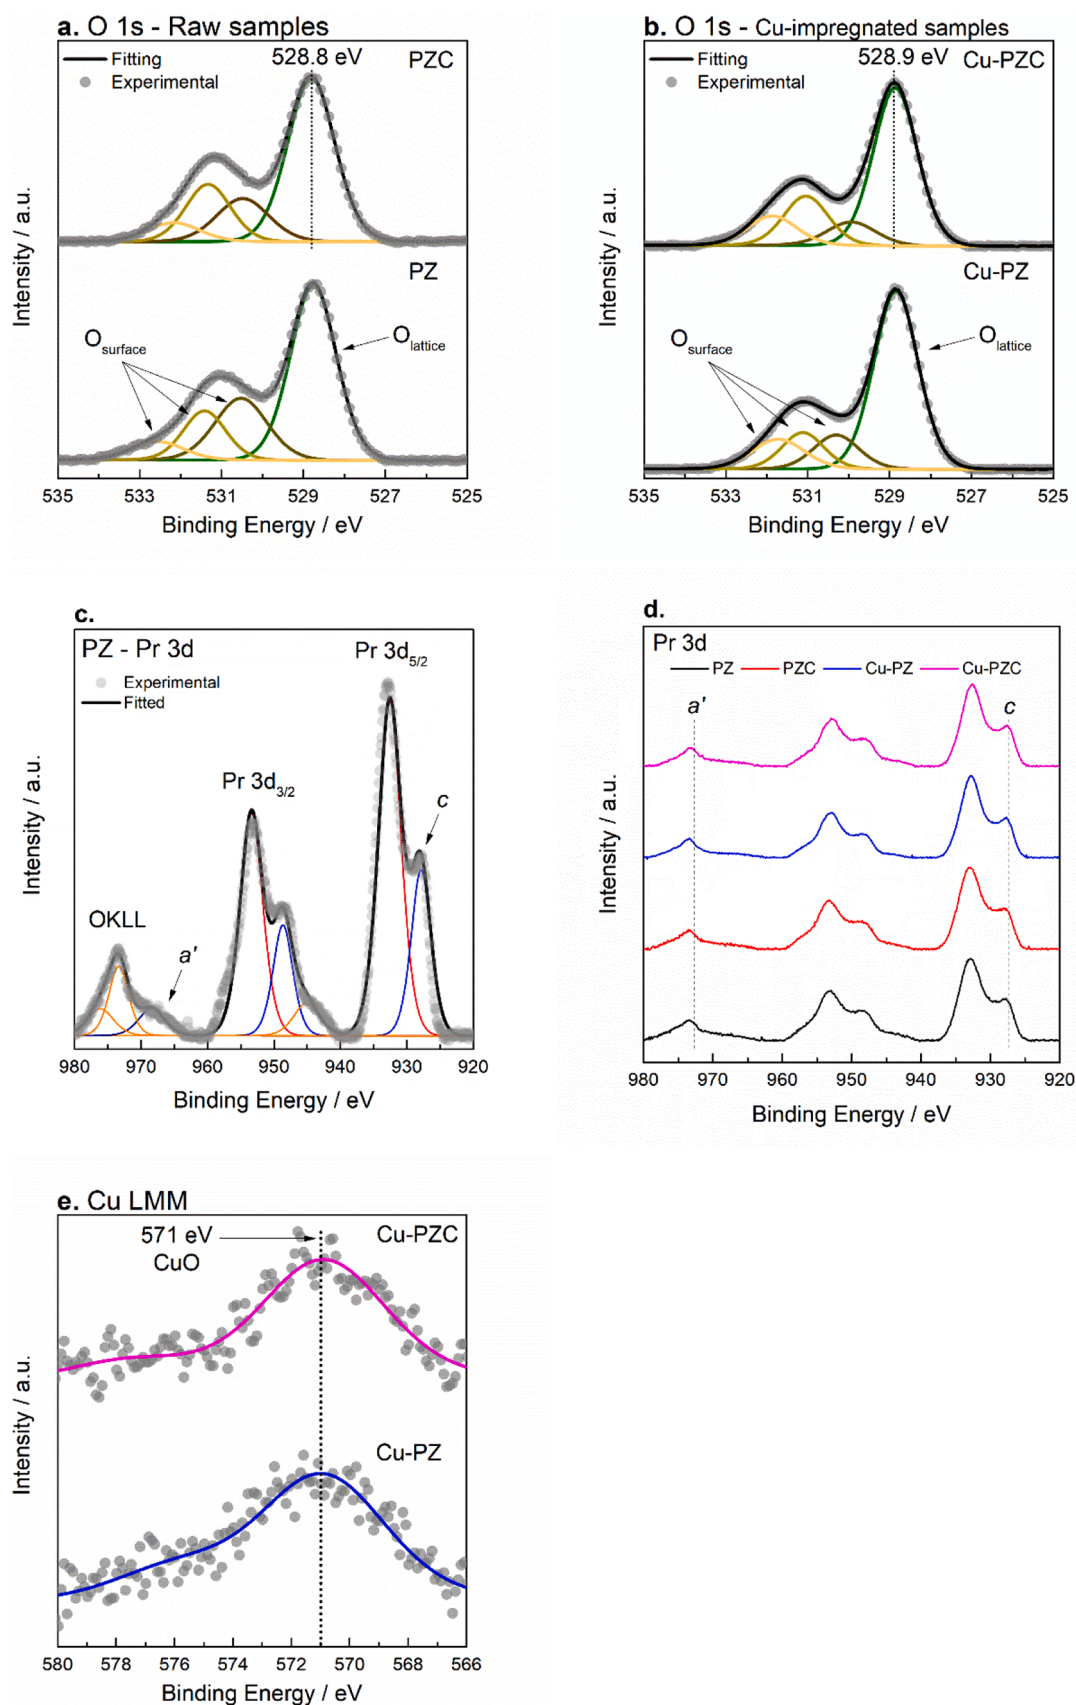 a. O 1s - Raw samples
Fitting
Experimental
528.8 eV
PZC
PZ
O surface
O lattice
Intensity / a.u.
535 533 531 529 527 525
Binding Energy / eV
b. O 1s - Cu-impregnated samples
Fitting
Experimental
528.9 eV
Cu-PZC
Cu-PZ
O surface
O lattice
Intensity / a.u.
535 533 531 529 527 525
Binding Energy / eV
c.
PZ - Pr 3d
Experimental
Fitted
Pr 3d5/2
Pr 3d3/2
c
OKLL
a'
Intensity / a.u.
980 970 960 950 940 930 920
Binding Energy / eV
d.
Pr 3d
PZ PZC Cu-PZ Cu-PZC
a' c
Intensity / a.u.
980 970 960 950 940 930 920
Binding Energy / eV
e. Cu LMM
571 eV
CuO
Cu-PZC
Cu-PZ
Intensity / a.u.
580 578 576 574 572 570 568 566
Binding Energy / eV